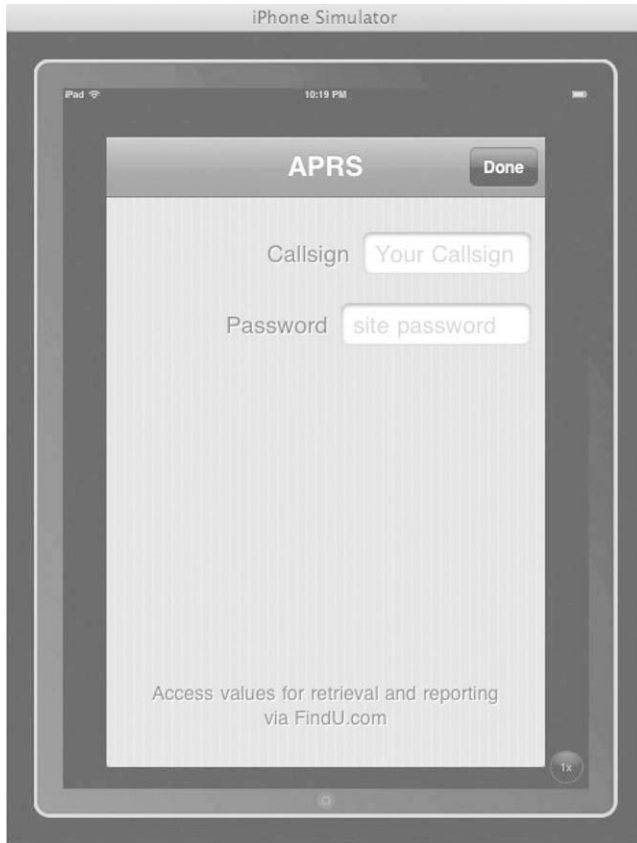 iPhone Simulator
iPad 10:19 PM
APRS Done
Callsign Your Callsign
Password site password
Access values for retrieval and reporting
via FindU.com
1x